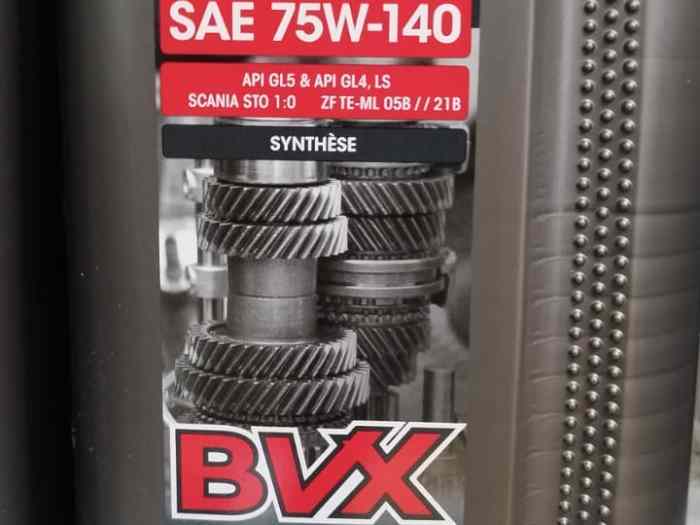 SAE 75W-140
API GL5 & API GL4, LS
SCANIA STO 1:0 ZF TE-ML 05B // 21B
SYNTHÈSE
BVX